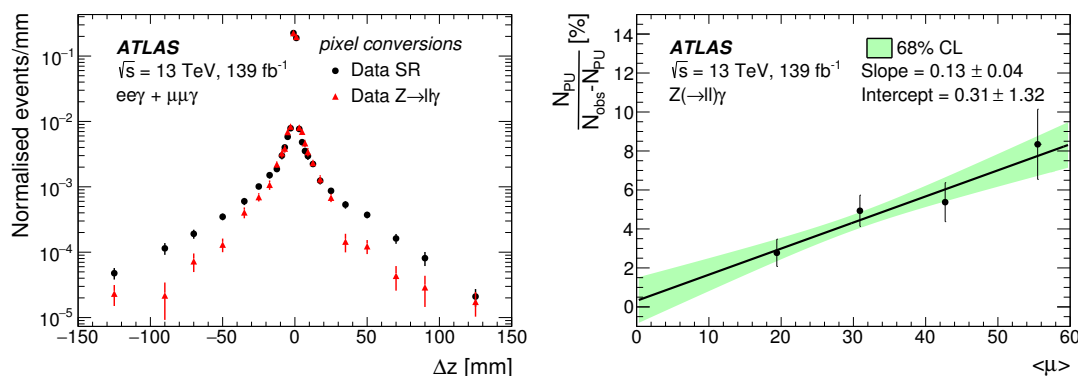 Normalised events/mm
10⁻¹
10⁻²
10⁻³
10⁻⁴
10⁻⁵
ATLAS
√s = 13 TeV, 139 fb⁻¹
eeγ + μμγ
pixel conversions
Data SR
Data Z→llγ
−150 −100 −50 0 50 100 150
Δz [mm]
N_PU / N_obs-N_PU [%]
14
12
10
8
6
4
2
0
ATLAS
√s = 13 TeV, 139 fb⁻¹
Z(→ll)γ
68% CL
Slope = 0.13 ± 0.04
Intercept = 0.31 ± 1.32
0 10 20 30 40 50 60
<μ>